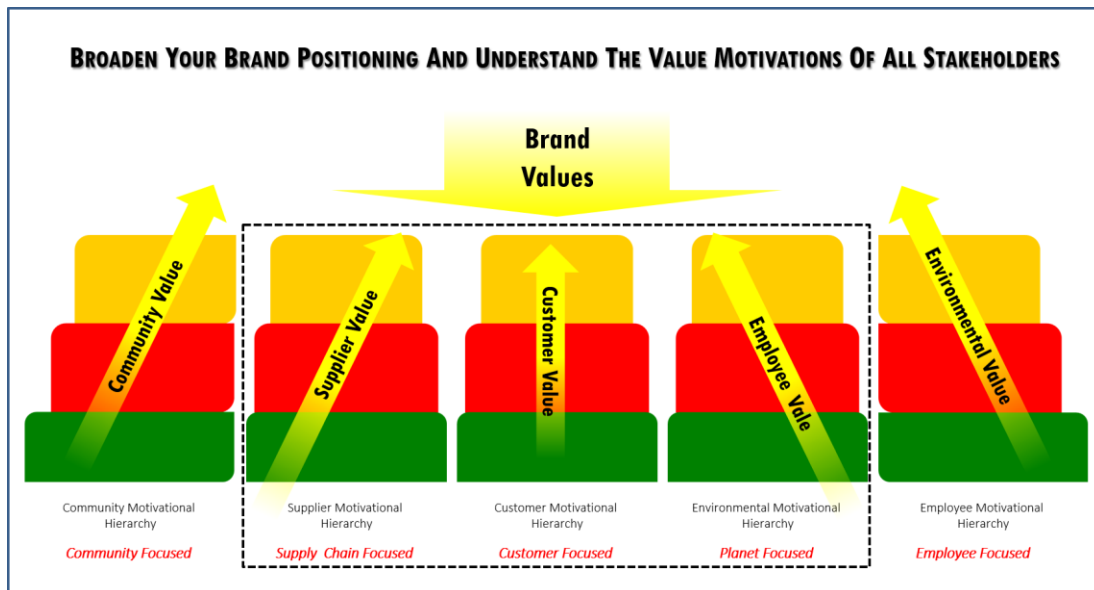 BROADEN YOUR BRAND POSITIONING AND UNDERSTAND THE VALUE MOTIVATIONS OF ALL STAKEHOLDERS
Brand
Values
Community Value
Supplier Value
Customer Value
Employee Vale
Environmental Value
Community Motivational
Hierarchy
Community Focused
Supplier Motivational
Hierarchy
Supply Chain Focused
Customer Motivational
Hierarchy
Customer Focused
Environmental Motivational
Hierarchy
Planet Focused
Employee Motivational
Hierarchy
Employee Focused